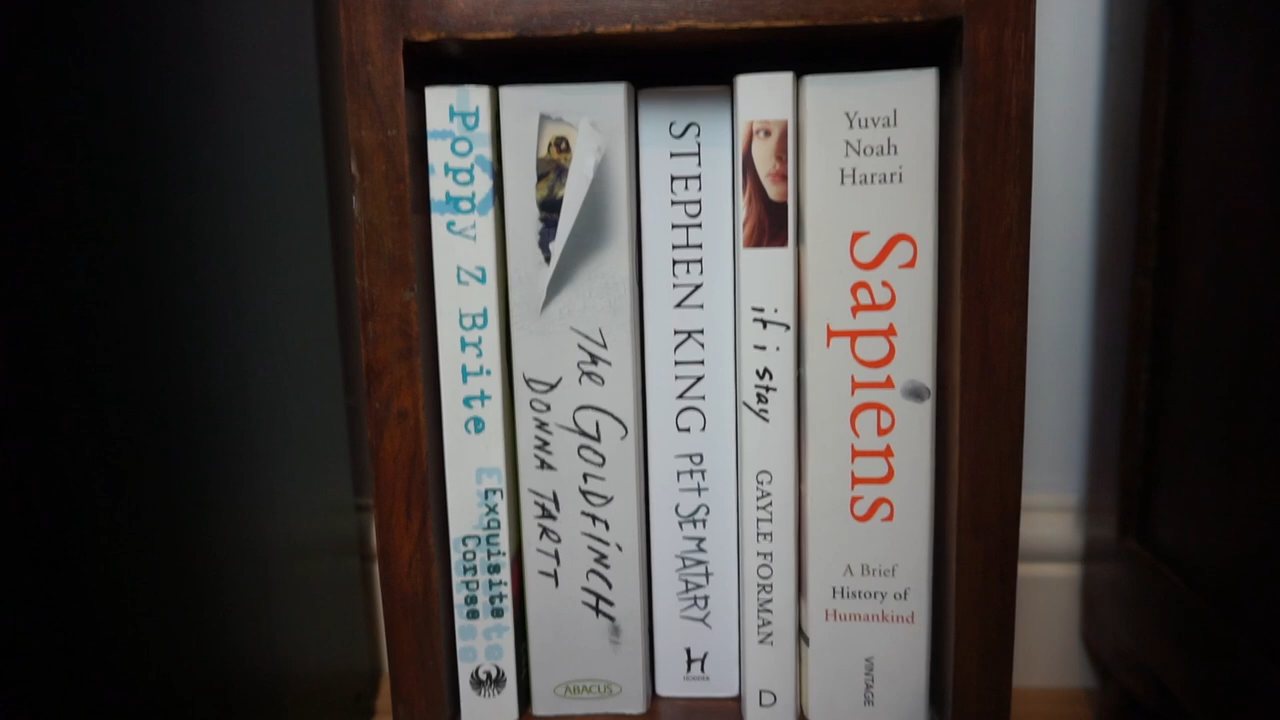 Poppy Z Brite
Exquisite
Corpse
The GOLDFINCH
DONNA TARTT
ABACUS
STEPHEN KING
PET SEMATARY
HODDER
if i stay
GAYLE FORMAN
Yuval
Noah
Harari
Sapiens
A Brief
History of
Humankind
VINTAGE